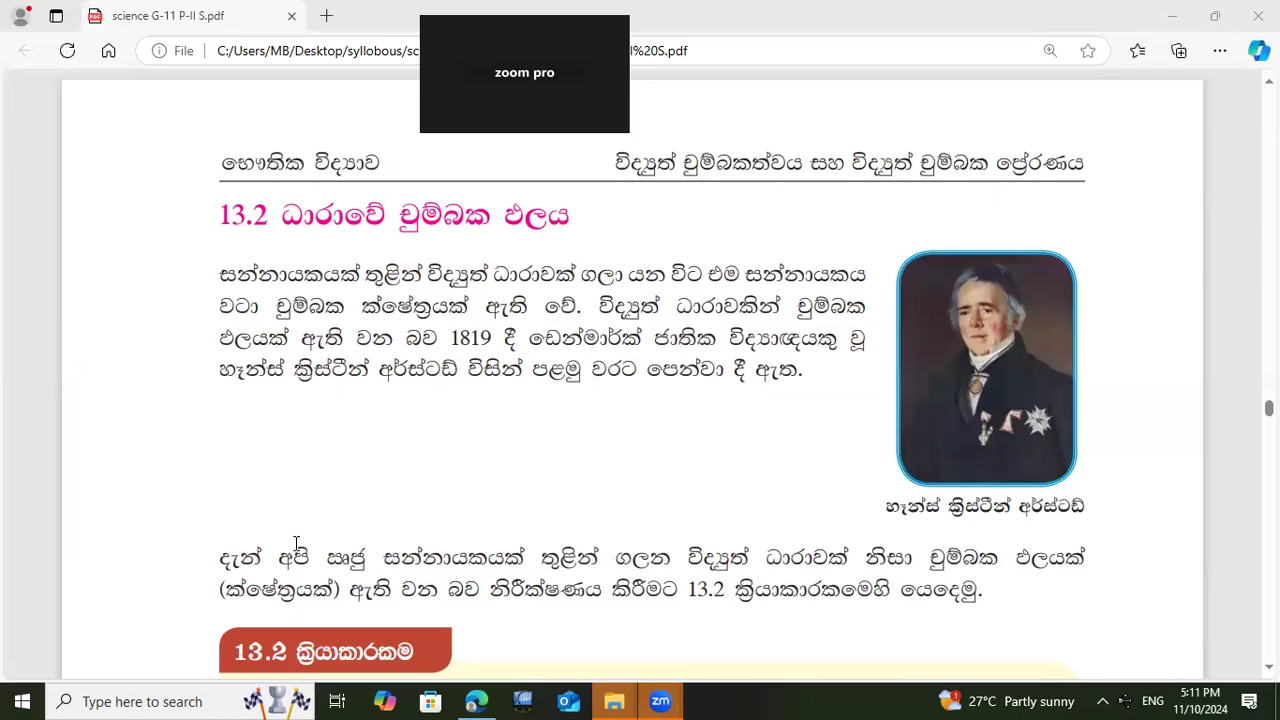 science G-11 P-II S.pdf
File
C:/Users/MB/Desktop/syllobous/sc
l%20S.pdf
zoom pro
භෞතික විද්‍යාව
විද්‍යුත් චුම්බකත්වය සහ විද්‍යුත් චුම්බක ප්‍රේරණය
13.2 ධාරාවේ චුම්බක ඵලය
සන්නායකයක් තුළින් විද්‍යුත් ධාරාවක් ගලා යන විට එම සන්නායකය
වටා චුම්බක ක්ෂේත්‍රයක් ඇති වේ. විද්‍යුත් ධාරාවකින් චුම්බක
ඵලයක් ඇති වන බව 1819 දී ඩෙන්මාර්ක් ජාතික විද්‍යාඥයකු වූ
හෑන්ස් ක්‍රිස්ටීන් අර්ස්ටඩ් විසින් පළමු වරට පෙන්වා දී ඇත.
හෑන්ස් ක්‍රිස්ටීන් අර්ස්ටඩ්
දැන් අපි ඍජු සන්නායකයක් තුළින් ගලන විද්‍යුත් ධාරාවක් නිසා චුම්බක ඵලයක්
(ක්ෂේත්‍රයක්) ඇති වන බව නිරීක්ෂණය කිරීමට 13.2 ක්‍රියාකාරකමෙහි යෙදෙමු.
13.2 ක්‍රියාකාරකම
Type here to search
zm
27°C Partly sunny
ENG
5:11 PM
11/10/2024